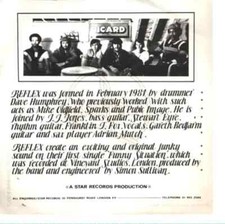 CARD
REFLEX was formed in February 1981 by drummer
Dave Humphrey, who previously worked with such
acts as Mike Oldfield, Sparks and Public Image. He is
joined by J.J. Jones, bass guitar, Stewart Eyre,
rhythm guitar, Franklin J. Fox, Vocals, Gareth Redfarn
guitar and sax player Adrian Mutch.
REFLEX create an exciting and original funky
sound on their first single 'Funny Situation', which
was recorded at Vineyard Studios, London, produced by
the band and engineered by Simon Sullivan.
A STAR RECORDS PRODUCTION